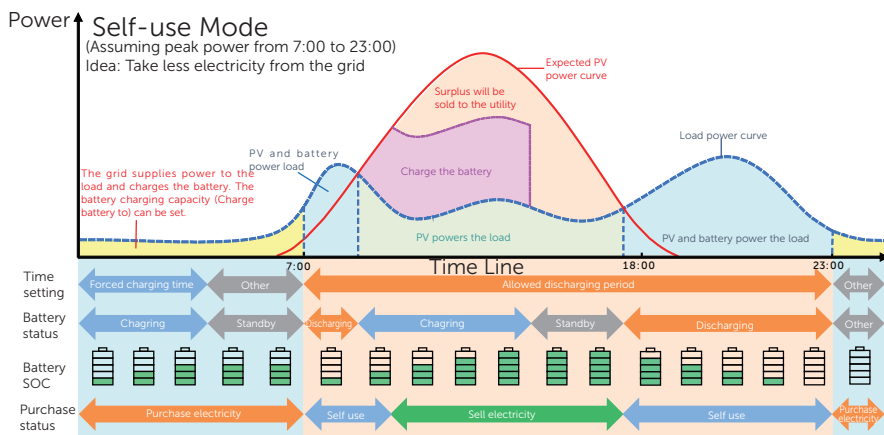 Power
Self-use Mode
(Assuming peak power from 7:00 to 23:00)
Idea: Take less electricity from the grid
Expected PV
power curve
Surplus will be
sold to the utility
Load power curve
PV and battery
power load
The grid supplies power to the
load and charges the battery. The
battery charging capacity (Charge
battery to) can be set.
Charge the battery
PV powers the load
PV and battery power the load
7:00
Time Line
18:00
23:00
Time
setting
Forced charging time
Other
Allowed discharging period
Other
Battery
status
Chagring
Standby
Discharging
Chagring
Standby
Discharging
Other
Battery
SOC
Purchase
status
Purchase electricity
Self use
Sell electricity
Self use
Purchase
electricity